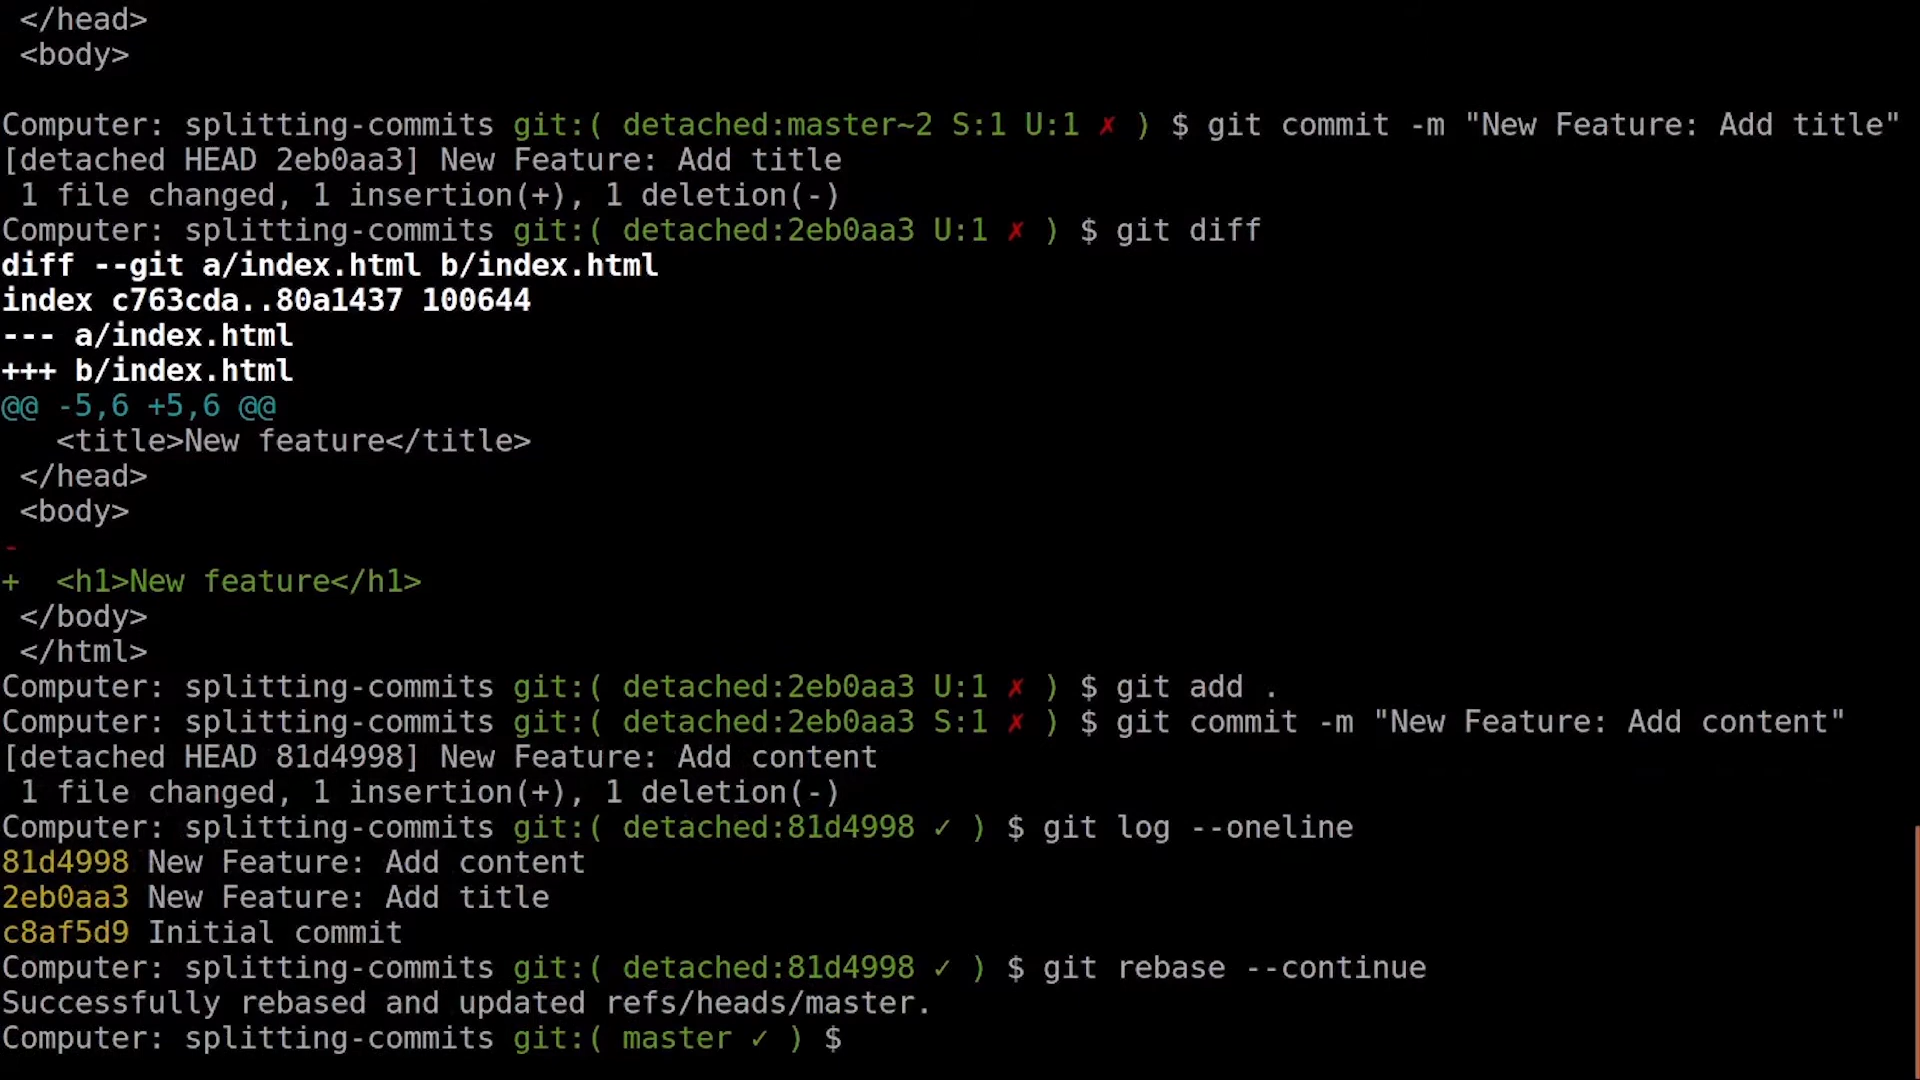 </head>
<body>
Computer: splitting-commits git:( detached:master~2 S:1 U:1 ✗ ) $ git commit -m "New Feature: Add title"
[detached HEAD 2eb0aa3] New Feature: Add title
 1 file changed, 1 insertion(+), 1 deletion(-)
Computer: splitting-commits git:( detached:2eb0aa3 U:1 ✗ ) $ git diff
diff --git a/index.html b/index.html
index c763cda..80a1437 100644
--- a/index.html
+++ b/index.html
@@ -5,6 +5,6 @@
   <title>New feature</title>
 </head>
 <body>
-
+  <h1>New feature</h1>
 </body>
 </html>
Computer: splitting-commits git:( detached:2eb0aa3 U:1 ✗ ) $ git add .
Computer: splitting-commits git:( detached:2eb0aa3 S:1 ✗ ) $ git commit -m "New Feature: Add content"
[detached HEAD 81d4998] New Feature: Add content
 1 file changed, 1 insertion(+), 1 deletion(-)
Computer: splitting-commits git:( detached:81d4998 ✓ ) $ git log --oneline
81d4998 New Feature: Add content
2eb0aa3 New Feature: Add title
c8af5d9 Initial commit
Computer: splitting-commits git:( detached:81d4998 ✓ ) $ git rebase --continue
Successfully rebased and updated refs/heads/master.
Computer: splitting-commits git:( master ✓ ) $